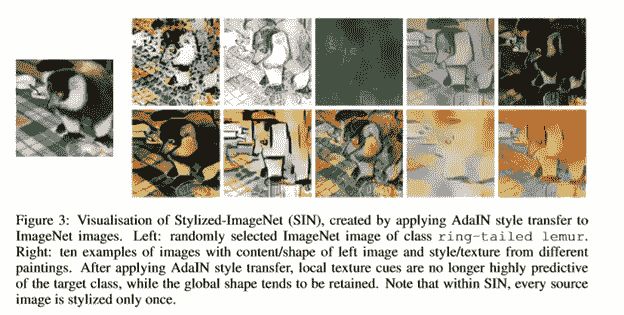 Figure 3: Visualisation of Stylized-ImageNet (SIN), created by applying AdaIN style transfer to
ImageNet images. Left: randomly selected ImageNet image of class ring-tailed lemur.
Right: ten examples of images with content/shape of left image and style/texture from different
paintings. After applying AdaIN style transfer, local texture cues are no longer highly predictive
of the target class, while the global shape tends to be retained. Note that within SIN, every source
image is stylized only once.